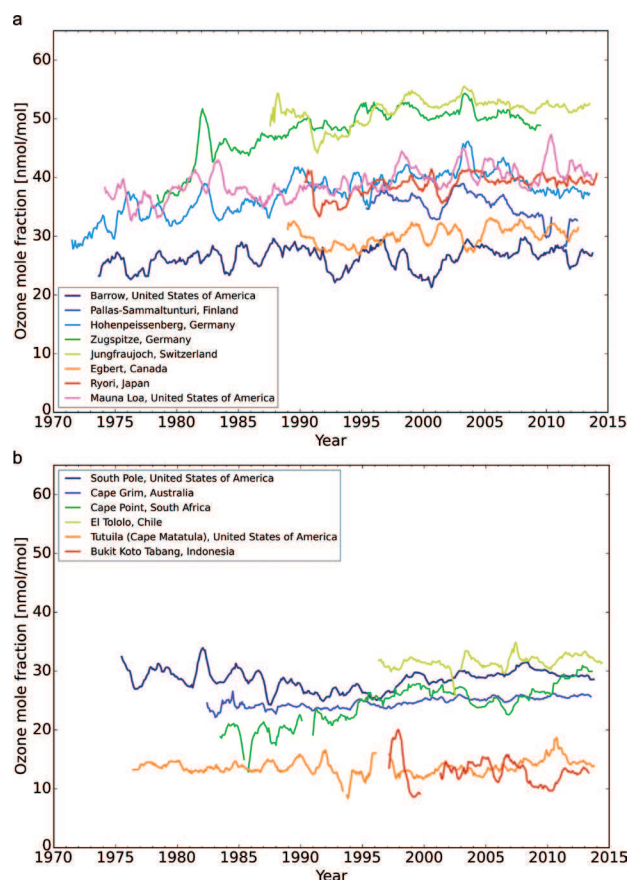 a
Ozone mole fraction [nmol/mol]
60
50
40
30
20
10
0
Barrow, United States of America
Pallas-Sammaltunturi, Finland
Hohenpeissenberg, Germany
Zugspitze, Germany
Jungfraujoch, Switzerland
Egbert, Canada
Ryori, Japan
Mauna Loa, United States of America
1970 1975 1980 1985 1990 1995 2000 2005 2010 2015
Year
b
Ozone mole fraction [nmol/mol]
60
50
40
30
20
10
0
South Pole, United States of America
Cape Grim, Australia
Cape Point, South Africa
El Tololo, Chile
Tutuila (Cape Matatula), United States of America
Bukit Koto Tabang, Indonesia
1970 1975 1980 1985 1990 1995 2000 2005 2010 2015
Year